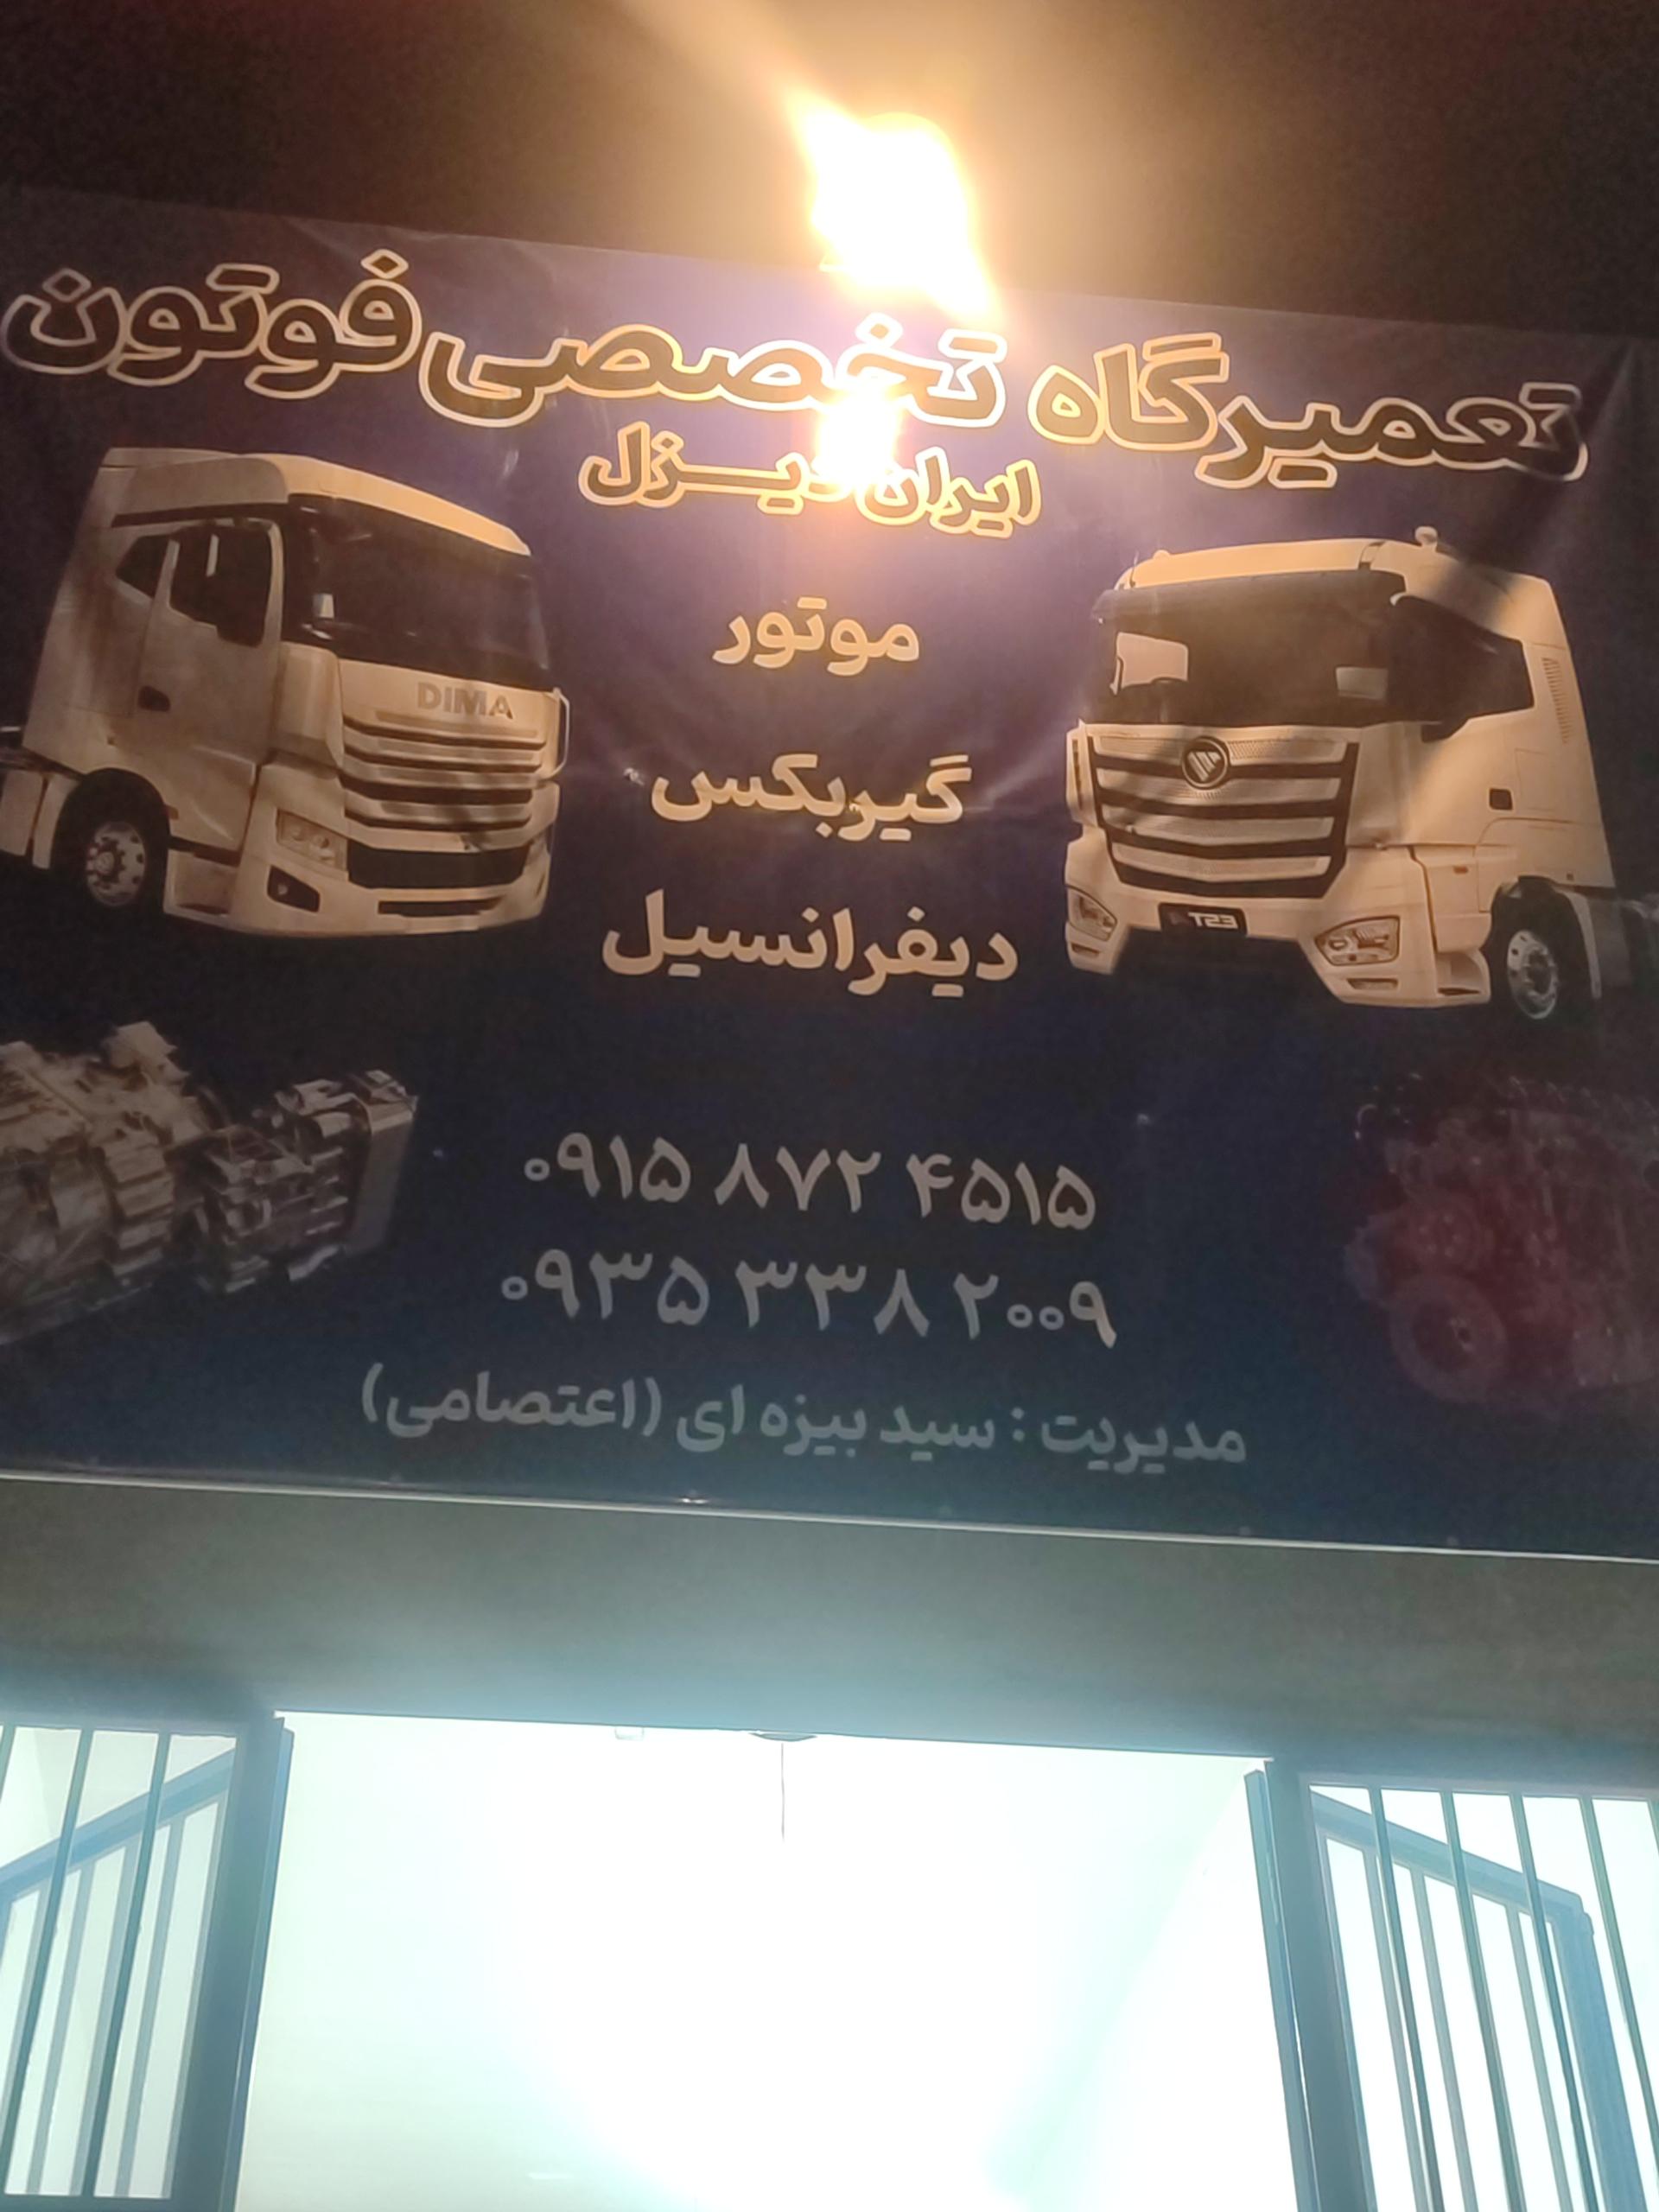 تعمیرگاه تخصصی فوتون
ایران دیزل
موتور
DIMA
گیربکس
EST
دیفرانسیل
۰۹۱۵ ۸۷۲ ۴۵۱۵
۰۹۳۵ ۳۳۸ ۲۰۰۹
مدیریت : سید بیزه ای (اعتصامی)